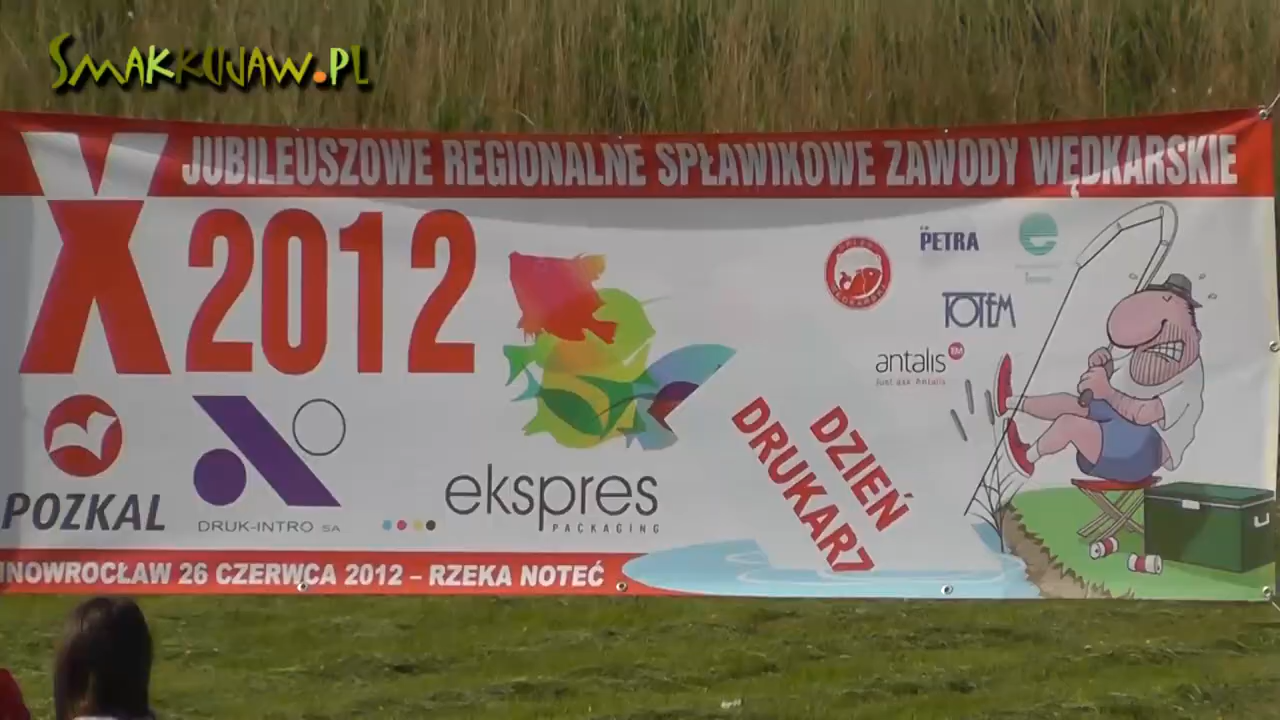 SMAKKUJAW.PL
X JUBILEUSZOWE REGIONALNE SPŁAWIKOWE ZAWODY WĘDKARSKIE
2012
PETRA
TOTEM
antalis TM
Just ask Antalis
DZIEŃ
DRUKARZ
POZKAL
DRUK-INTRO SA
ekspres
PACKAGING
INOWROCŁAW 26 CZERWCA 2012 – RZEKA NOTEĆ